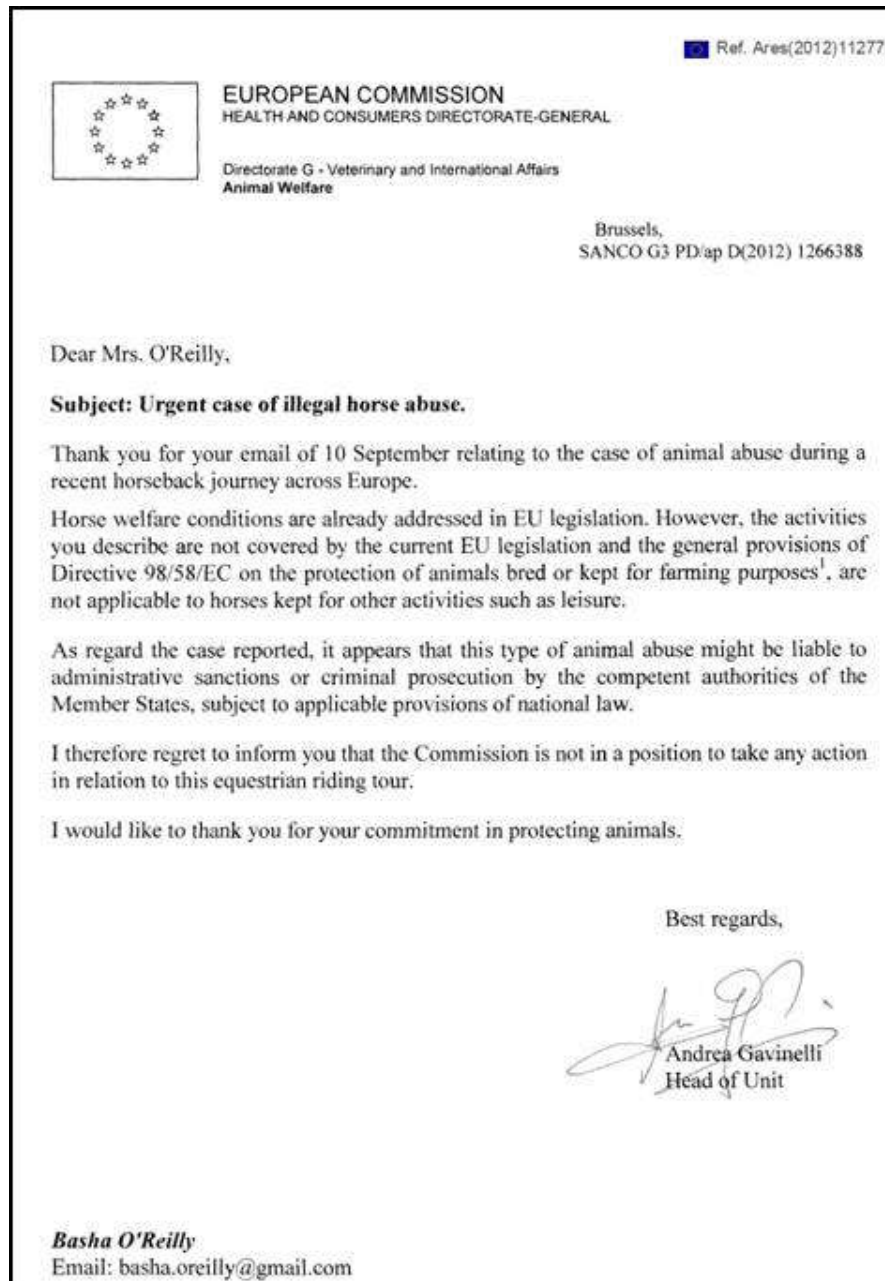 Ref. Ares(2012)11277
EUROPEAN COMMISSION
HEALTH AND CONSUMERS DIRECTORATE-GENERAL
Directorate G - Veterinary and International Affairs
Animal Welfare
Brussels,
SANCO G3 PD/ap D(2012) 1266388
Dear Mrs. O'Reilly,
Subject: Urgent case of illegal horse abuse.
Thank you for your email of 10 September relating to the case of animal abuse during a
recent horseback journey across Europe.
Horse welfare conditions are already addressed in EU legislation. However, the activities
you describe are not covered by the current EU legislation and the general provisions of
Directive 98/58/EC on the protection of animals bred or kept for farming purposes1, are
not applicable to horses kept for other activities such as leisure.
As regard the case reported, it appears that this type of animal abuse might be liable to
administrative sanctions or criminal prosecution by the competent authorities of the
Member States, subject to applicable provisions of national law.
I therefore regret to inform you that the Commission is not in a position to take any action
in relation to this equestrian riding tour.
I would like to thank you for your commitment in protecting animals.
Best regards,
Andrea Gavinelli
Head of Unit
Basha O'Reilly
Email: basha.oreilly@gmail.com